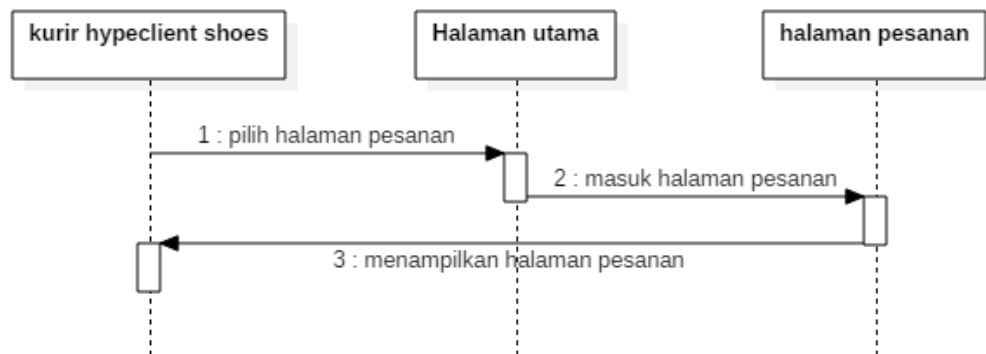 kurir hypeclient shoes
Halaman utama
halaman pesanan
1 : pilih halaman pesanan
2 : masuk halaman pesanan
3 : menampilkan halaman pesanan